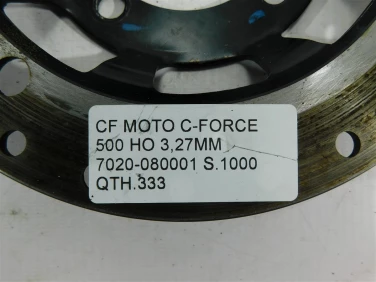 CF MOTO C-FORCE
500 HO 3,27MM
7020-080001 S.1000
QTH.333